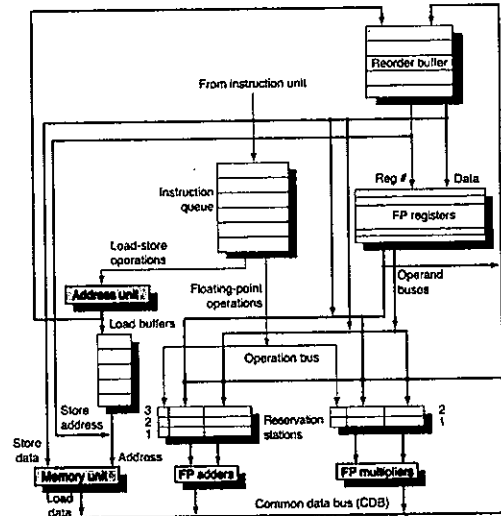 Reorder buffer
From instruction unit
Reg #
Data
Instruction
queue
FP registers
Load-store
operations
Operand
buses
Address unit
Floating-point
operations
Load buffers
Operation bus
Store
address
3
2
1
Reservation
stations
2
1
Store
data
Address
Memory unit
FP adders
FP multipliers
Load
data
Common data bus (CDB)